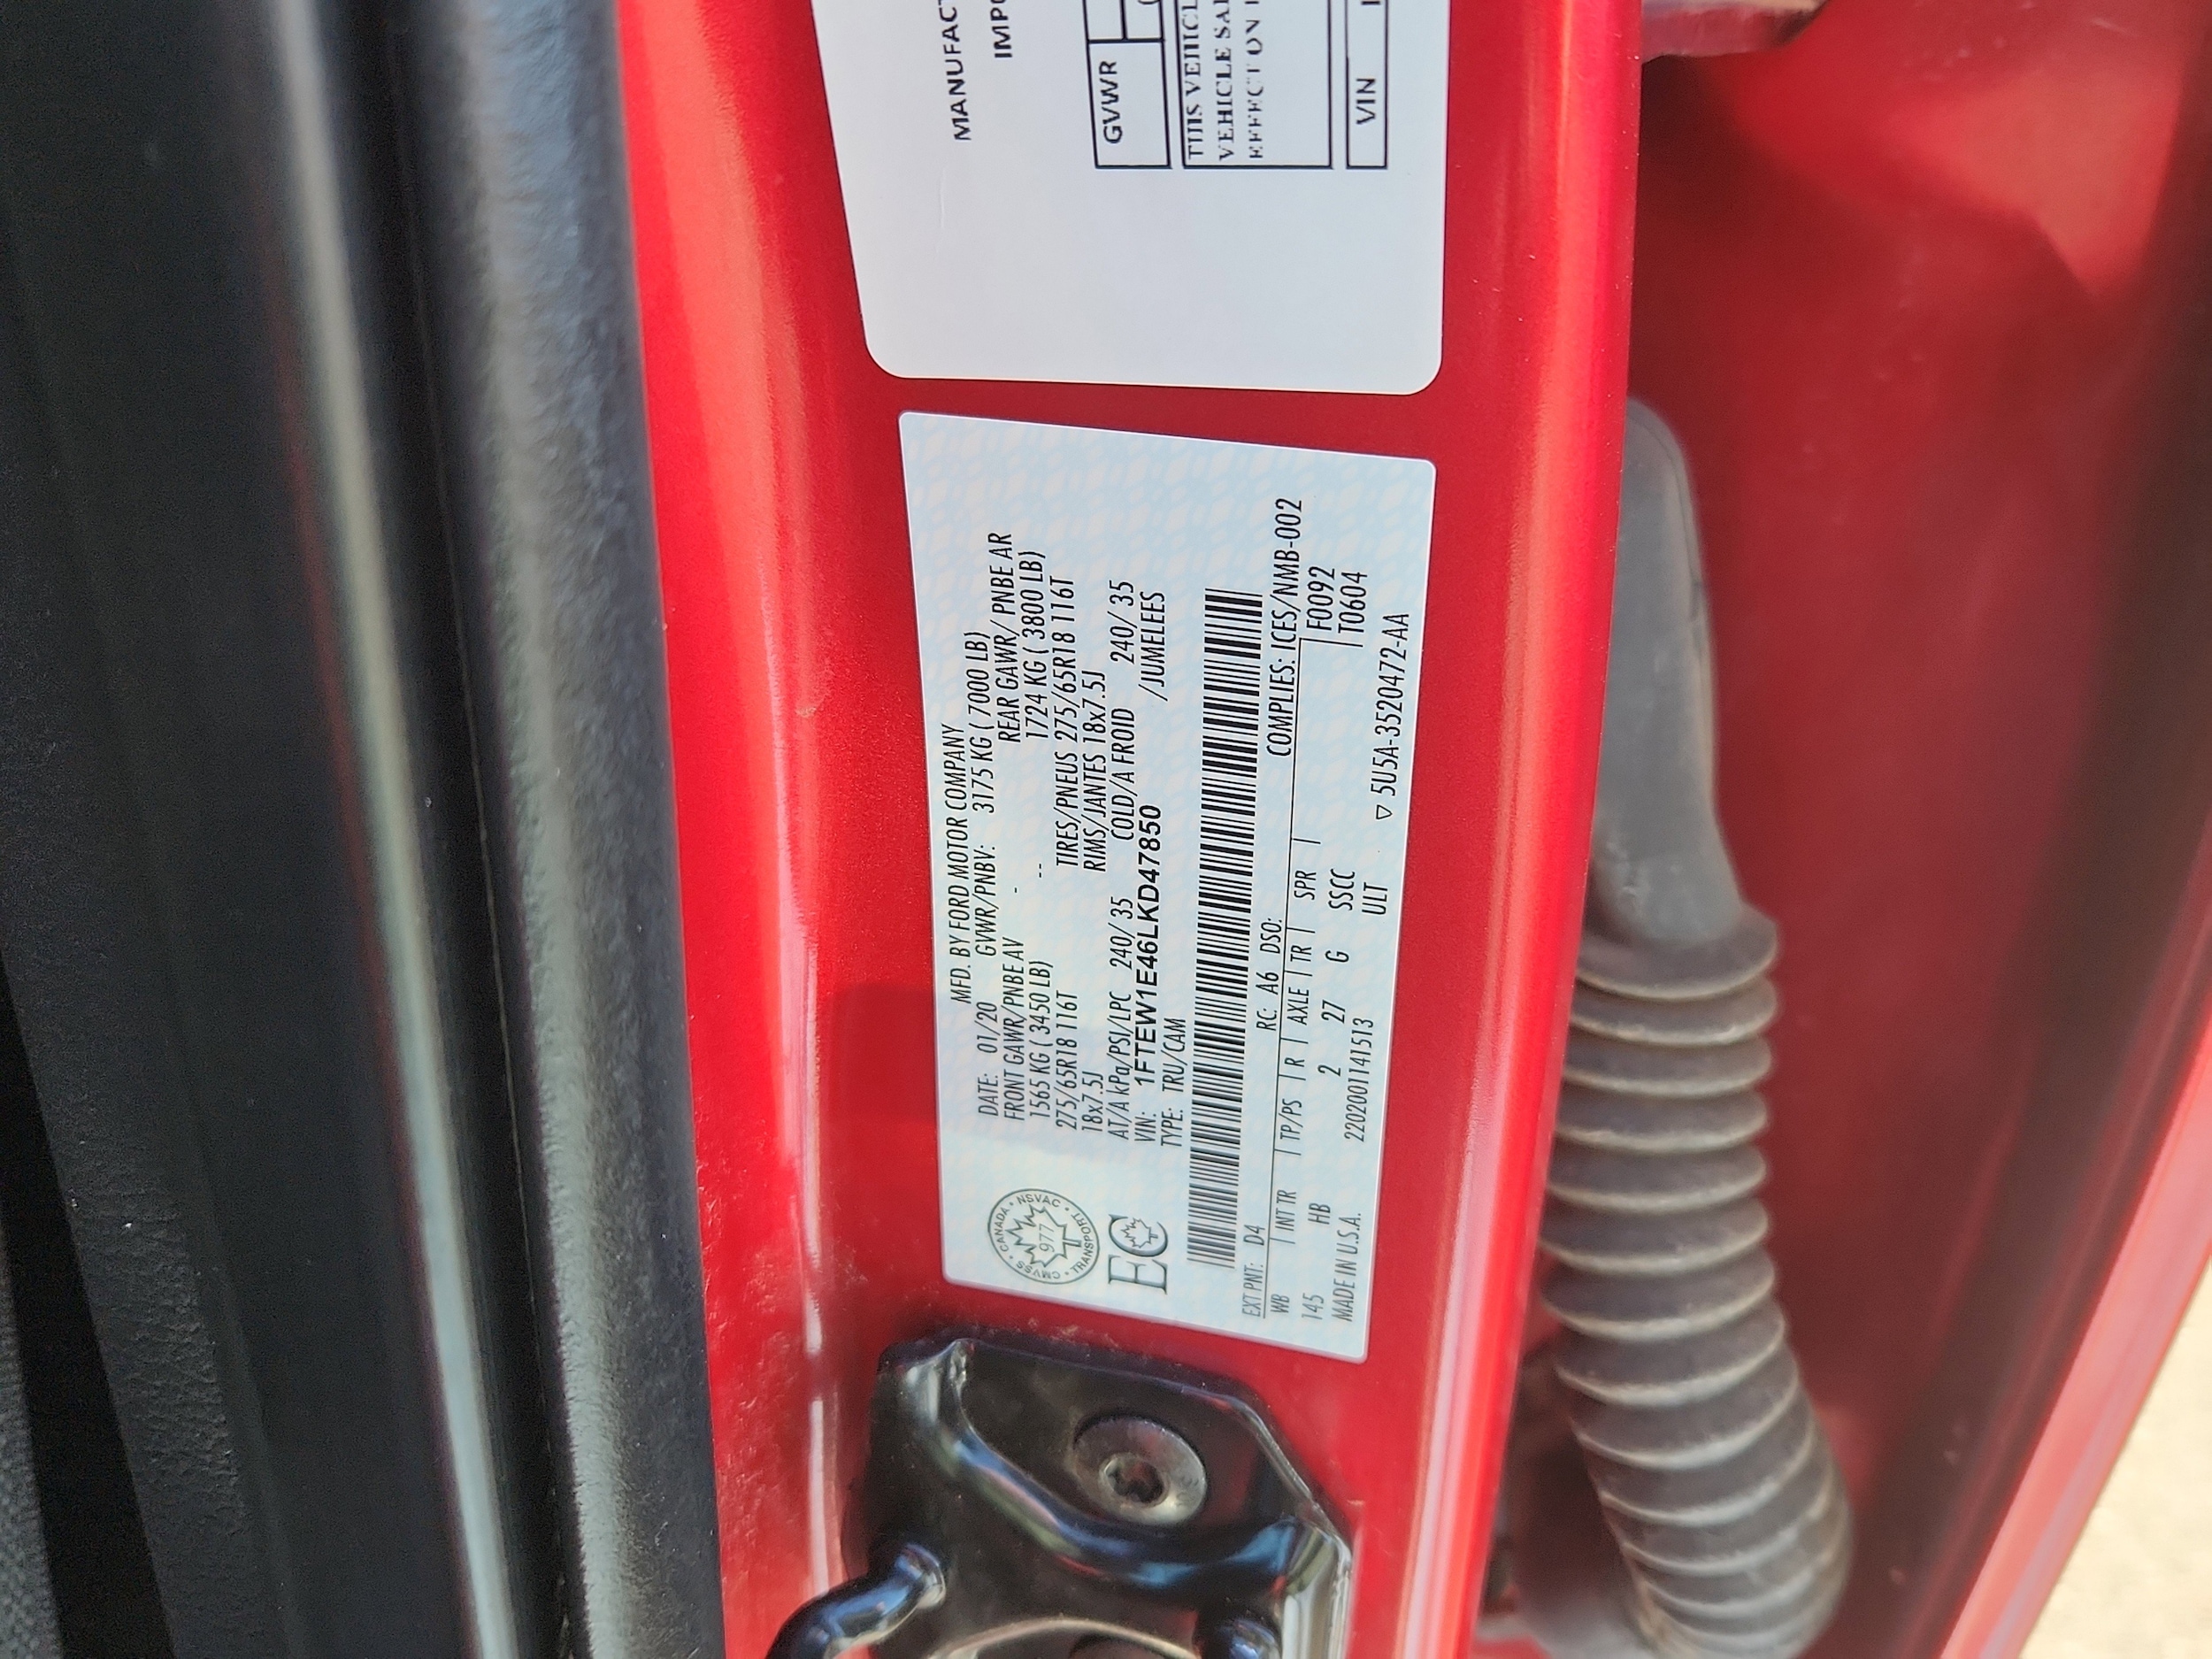 MANUFACT
IMPO
GVWR
THIS VEHICL
VEHICLE SA
EFFECT ON
VIN
MFD. BY FORD MOTOR COMPANY
DATE: 01/20 GVWR/PNBV: 3175 KG ( 7000 LB)
FRONT GAWR/PNBE AV - REAR GAWR/ PNBE AR
1565 KG ( 3450 LB) -- 1724 KG ( 3800 LB)
275/65R18 116T TIRES/PNEUS 275/65R18 116T
18x7.5J RIMS/JANTES 18x7.5J
AT/A kPa/PSI/LPC 240/ 35 COLD/A FROID 240/ 35
VIN: 1FTEW1E46LKD47850 /JUMELEES
TYPE: TRU/CAM
CANADA • NSVAC • TRANSPORT • CMVSS •
977
EC
COMPLIES: ICES/NMB-002
EXT PNT: D4 RC: A6 DSO:
WB | INT TR | TP/PS | R | AXLE | TR | SPR | F0092
145 HB 2 27 G SSCC T0604
MADE IN U.S.A. 2202001141513 ULT
▽ 5U5A-3520472-AA